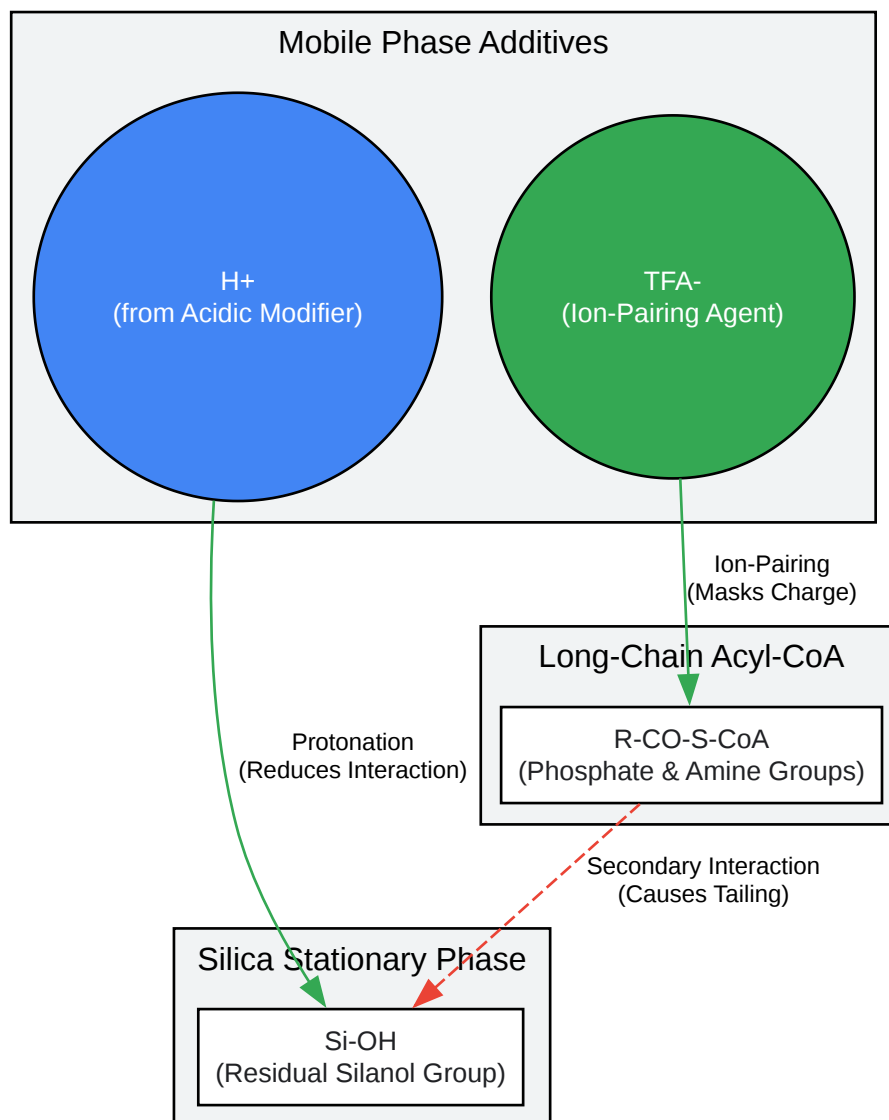 Mobile Phase Additives
H+
(from Acidic Modifier)
TFA-
(Ion-Pairing Agent)
Ion-Pairing
(Masks Charge)
Long-Chain Acyl-CoA
R-CO-S-CoA
(Phosphate & Amine Groups)
Protonation
(Reduces Interaction)
Secondary Interaction
(Causes Tailing)
Silica Stationary Phase
Si-OH
(Residual Silanol Group)